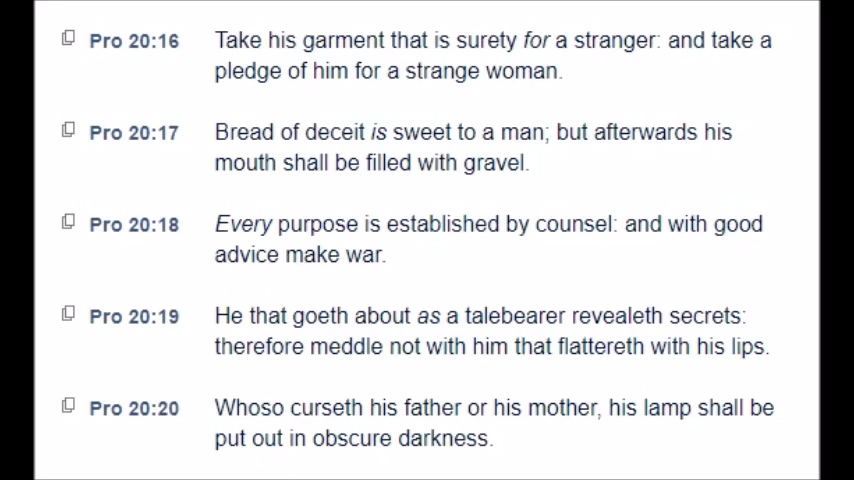 Pro 20:16 Take his garment that is surety for a stranger: and take a
pledge of him for a strange woman.
Pro 20:17 Bread of deceit is sweet to a man; but afterwards his
mouth shall be filled with gravel.
Pro 20:18 Every purpose is established by counsel: and with good
advice make war.
Pro 20:19 He that goeth about as a talebearer revealeth secrets:
therefore meddle not with him that flattereth with his lips.
Pro 20:20 Whoso curseth his father or his mother, his lamp shall be
put out in obscure darkness.